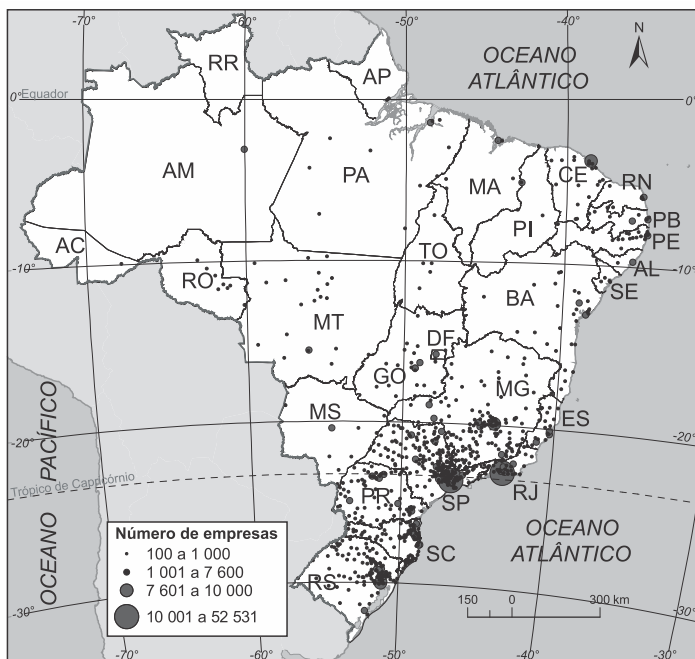 -70° -60° -50° -40°
N
OCEANO
ATLÂNTICO
RR
AP
0° Equador 0°
AM
PA
MA
CE
RN
PB
PE
AL
SE
PI
TO
AC
RO
-10° -10°
BA
MT
DF
GO
MG
ES
MS
-20° -20°
OCEANO PACÍFICO
Trópico de Capricórnio
SP
RJ
PR
SC
RS
OCEANO
ATLÂNTICO
Número de empresas
100 a 1 000
1 001 a 7 600
7 601 a 10 000
10 001 a 52 531
150 0 300 km
-30° -30°
-70° -60° -50° -40° -30°